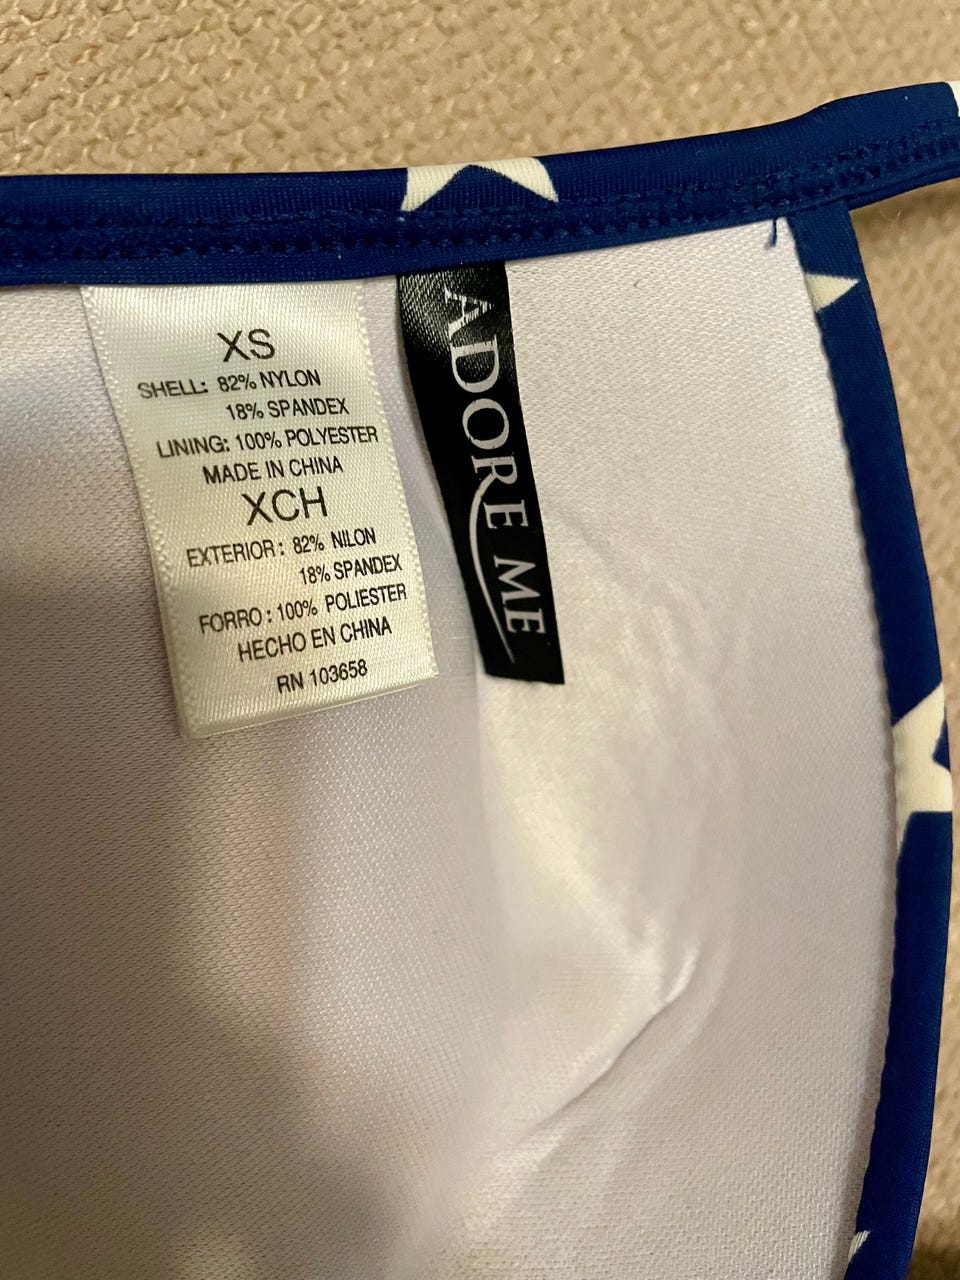 XS
SHELL: 82% NYLON
18% SPANDEX
LINING: 100% POLYESTER
MADE IN CHINA
XCH
EXTERIOR: 82% NILON
18% SPANDEX
FORRO: 100% POLIESTER
HECHO EN CHINA
RN 103658
ADORE ME